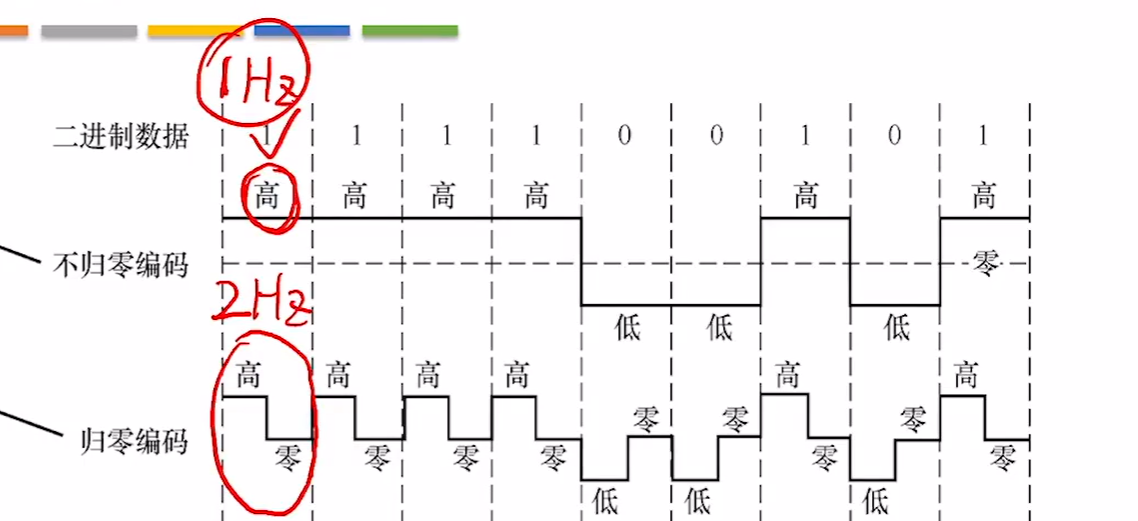 1Hz
二进制数据 1 1 1 1 0 0 1 0 1
高 高 高 高 高 高
不归零编码 零
2Hz 低 低 低
高 高 高 高 高 高
零 零 零
归零编码 零 零 零 零 零 零
低 低 低